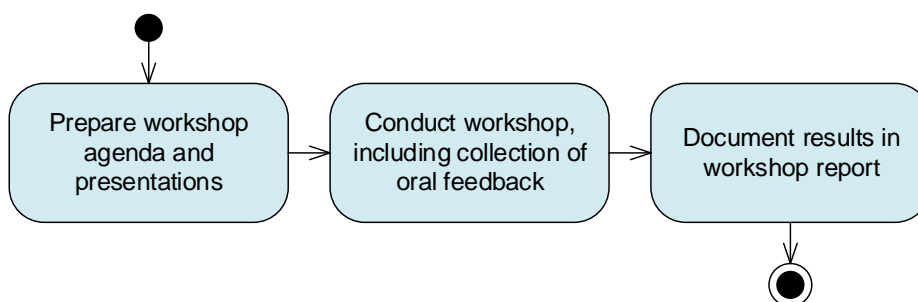 Prepare workshop
agenda and
presentations
Conduct workshop,
including collection of
oral feedback
Document results in
workshop report